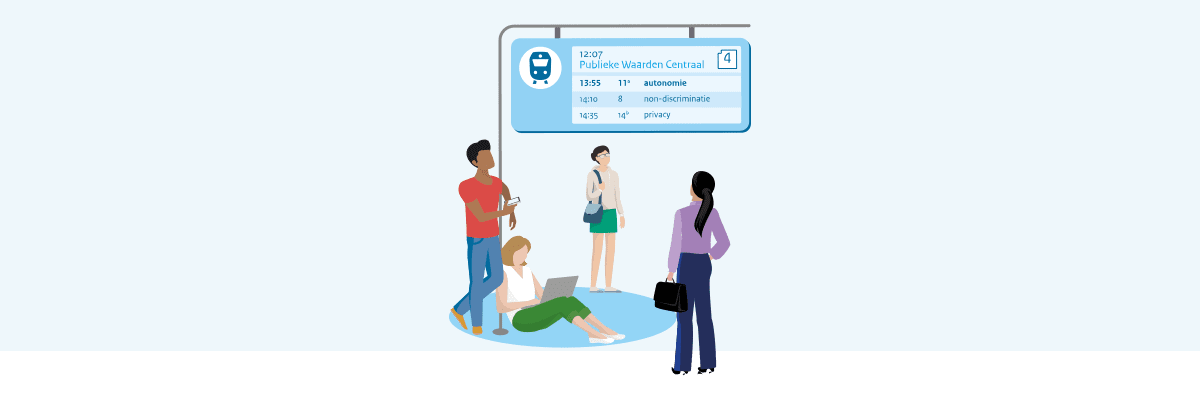 12:07
Publieke Waarden Centraal
4
13:55 11ᵃ autonomie
14:10 8 non-discriminatie
14:35 14ᵇ privacy